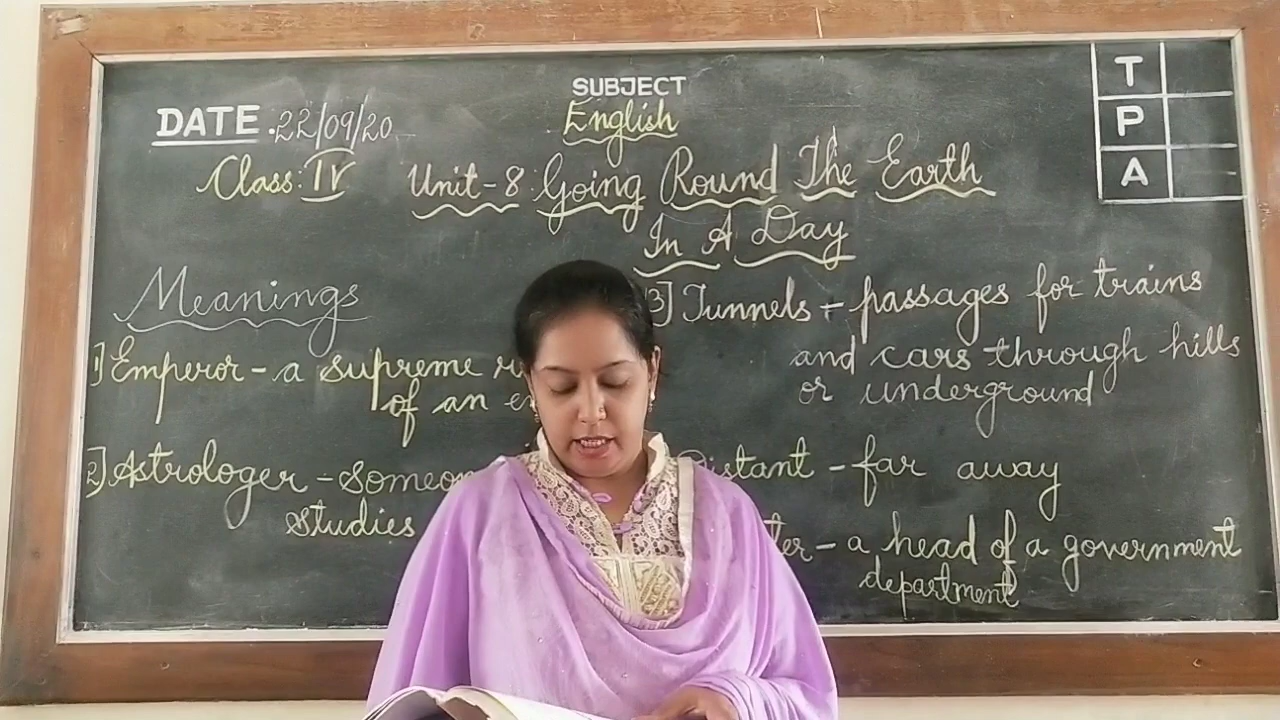 SUBJECT
DATE. 22/09/20
English
Class: IV Unit-8: Going Round The Earth
In A Day
Meanings
1] Emperor - a supreme
of an
2] Astrologer - someon
studies
3] Tunnels - passages for trains
and cars through hills
or underground
Distant - far away
ter - a head of a government
department
T
P
A